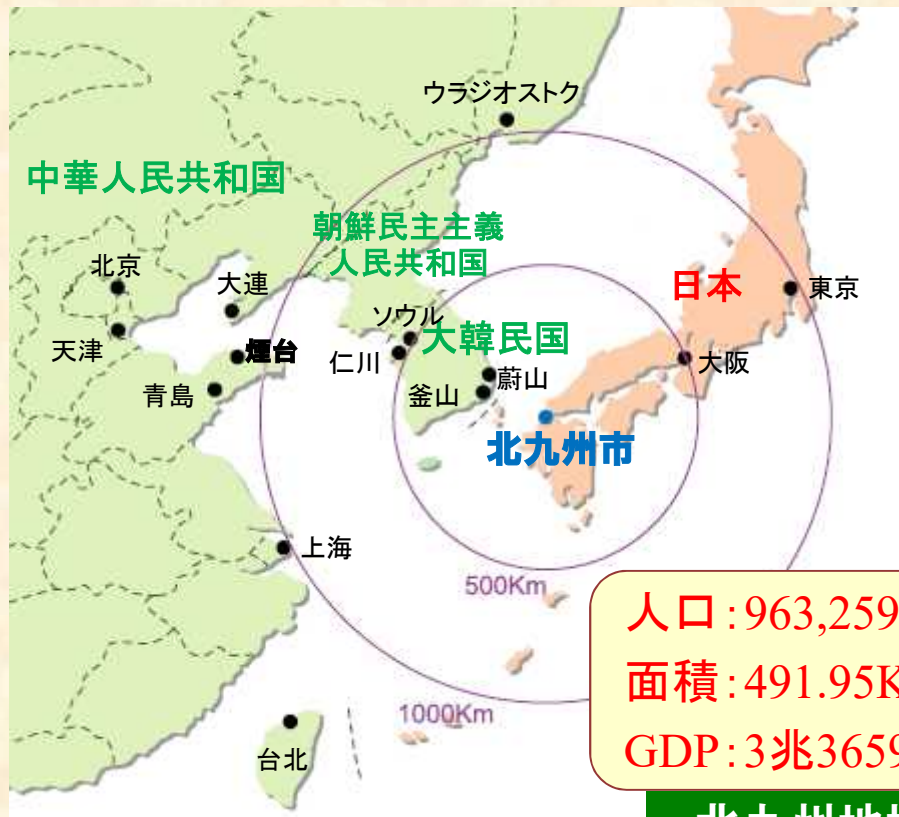 ウラジオストク
中華人民共和国
朝鮮民主主義
人民共和国
北京
大連
日本
東京
ソウル
天津
大韓民国
煙台
仁川
大阪
蔚山
青島
釜山
北九州市
上海
500Km
人口：963,259
面積：491.95K
1000Km
GDP：3兆3659
台北